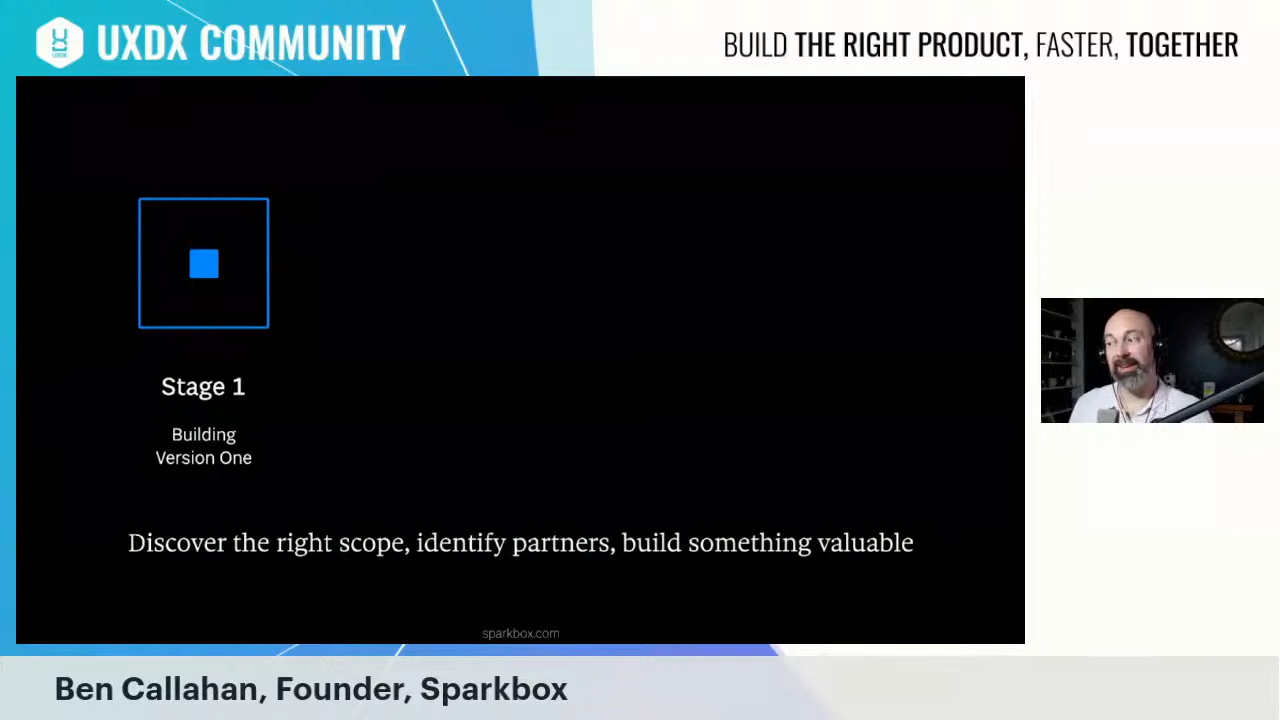 UXDX
UXDX COMMUNITY
BUILD THE RIGHT PRODUCT, FASTER, TOGETHER
Stage 1
Building
Version One
Discover the right scope, identify partners, build something valuable
sparkbox.com
Ben Callahan, Founder, Sparkbox